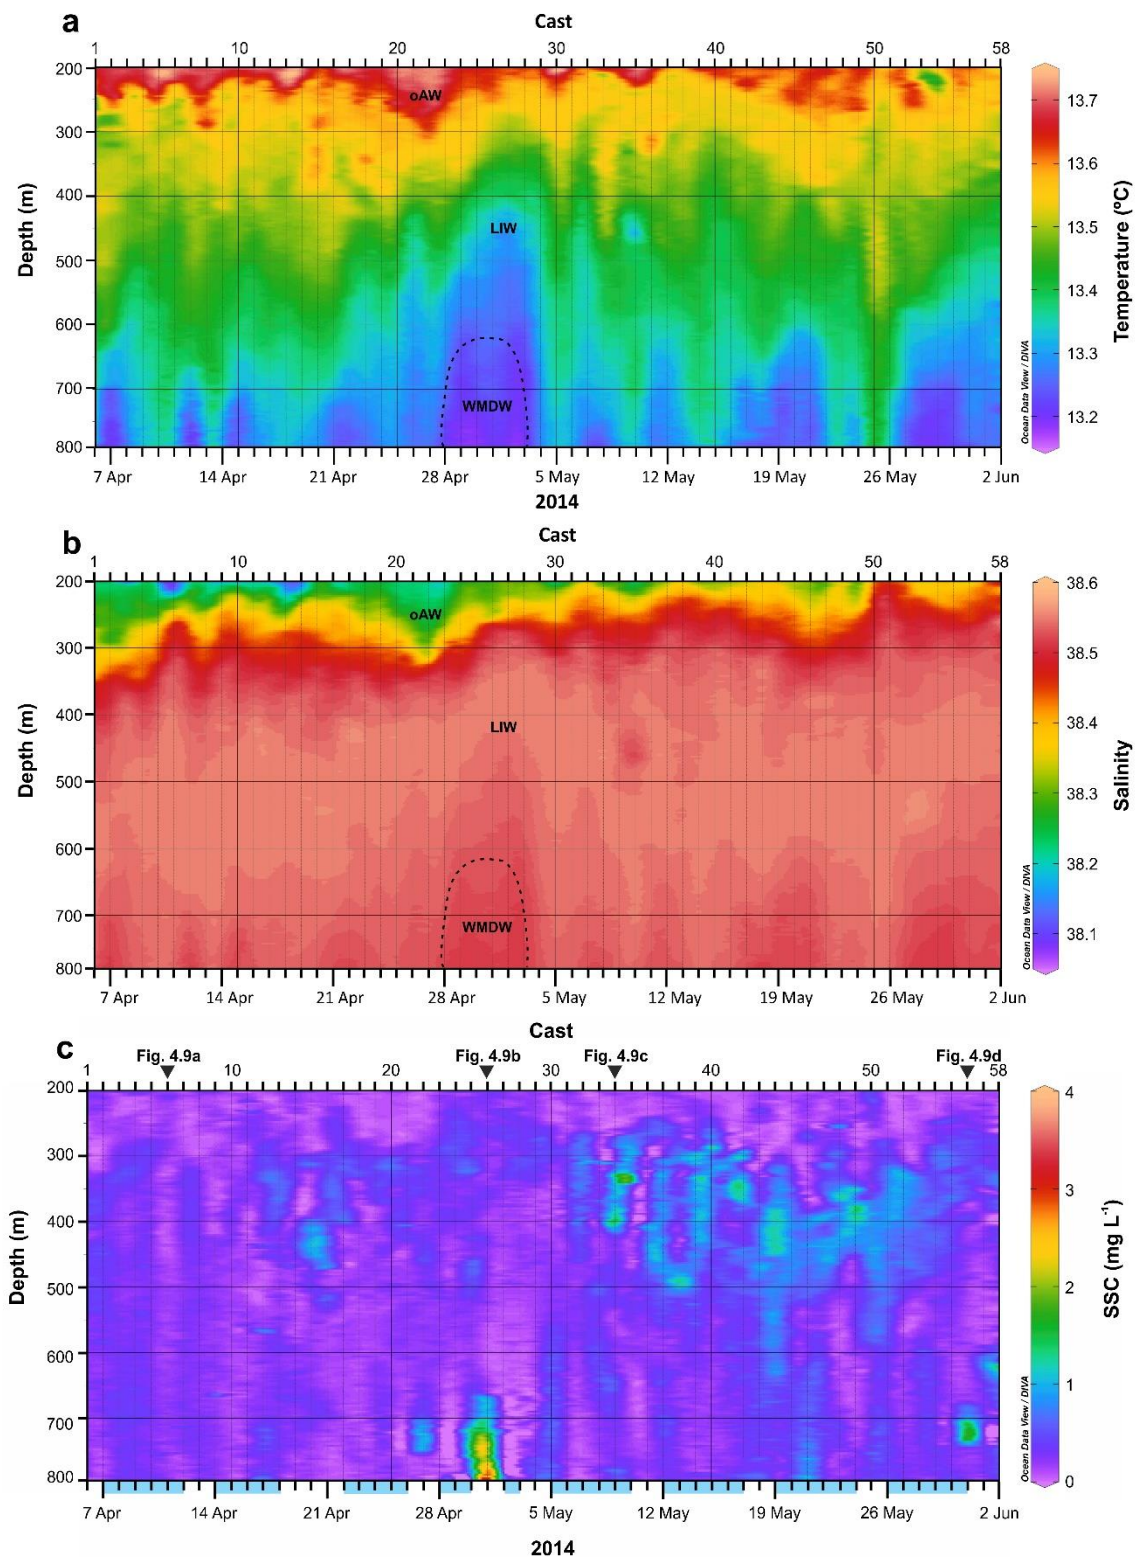 a
Cast
1 10 20 30 40 50 58
200
300
400
500
600
700
800
Depth (m)
oAW
LIW
WMDW
7 Apr 14 Apr 21 Apr 28 Apr 5 May 12 May 19 May 26 May 2 Jun
2014
13.7
13.6
13.5
13.4
13.3
13.2
Temperature (ºC)
Ocean Data View / DIVA
b
Cast
1 10 20 30 40 50 58
200
300
400
500
600
700
800
Depth (m)
oAW
LIW
WMDW
7 Apr 14 Apr 21 Apr 28 Apr 5 May 12 May 19 May 26 May 2 Jun
38.6
38.5
38.4
38.3
38.2
38.1
Salinity
Ocean Data View / DIVA
c
Cast
Fig. 4.9a Fig. 4.9b Fig. 4.9c Fig. 4.9d
1 10 20 30 40 50 58
200
300
400
500
600
700
800
Depth (m)
7 Apr 14 Apr 21 Apr 28 Apr 5 May 12 May 19 May 26 May 2 Jun
2014
4
3
2
1
0
SSC (mg L⁻¹)
Ocean Data View / DIVA